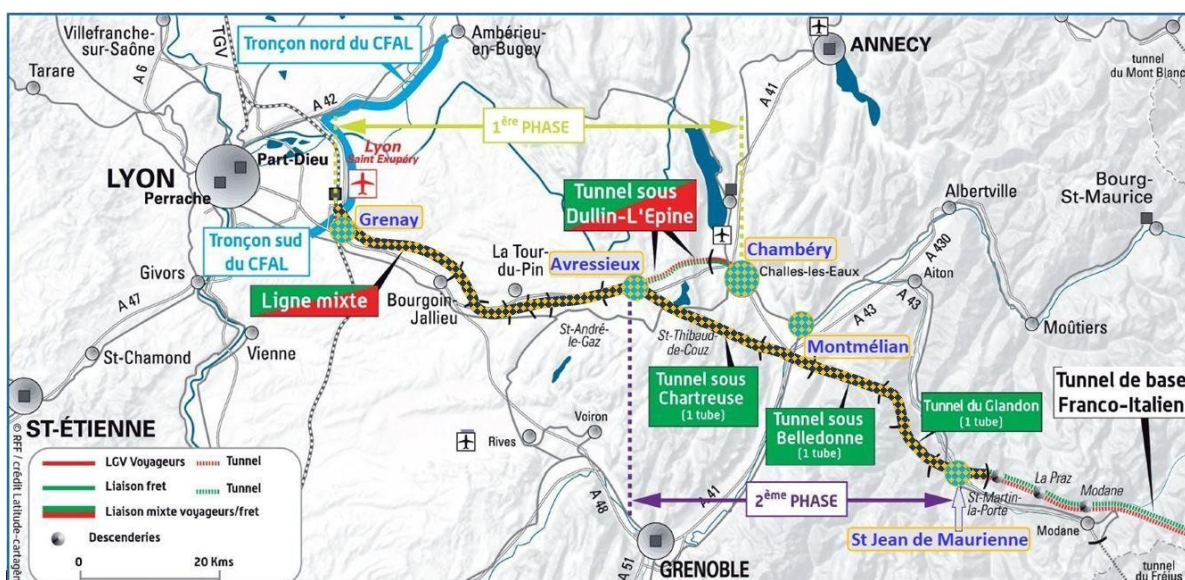 Villefranche-
sur-Saône
Tarare
A 6
TGV
Tronçon nord du CFAL
Ambérieu-
en-Bugey
A 42
ANNECY
A 41
tunnel
du Mont Blanc
1ère PHASE
Part-Dieu
LYON
Perrache
Lyon
Saint Exupéry
Grenay
Tronçon sud
du CFAL
Tunnel sous
Dullin-L'Epine
Albertville
Bourg-
St-Maurice
Chambéry
Challes-les-Eaux
A 430
Aiton
La Tour-
du-Pin
Avressieux
Givors
A 47
Ligne mixte
Bourgoin-
Jallieu
A 43
A 43
St-André-
le-Gaz
St-Thibaud-
de-Couz
Montmélian
Moûtiers
Vienne
St-Chamond
Tunnel sous
Chartreuse
(1 tube)
Tunnel sous
Belledonne
(1 tube)
Tunnel du Glandon
(1 tube)
Tunnel de base
Franco-Italien
ST-ÉTIENNE
Voiron
Rives
A 48
A 41
2ème PHASE
La Praz
Modane
St-Martin-
la-Porte
Modane
St Jean de Maurienne
A 51
GRENOBLE
tunnel
du Fréjus
© RFF / crédit Latitude-cartagène
LGV Voyageurs
Tunnel
Liaison fret
Tunnel
Liaison mixte voyageurs/fret
Descenderies
0
20 Kms